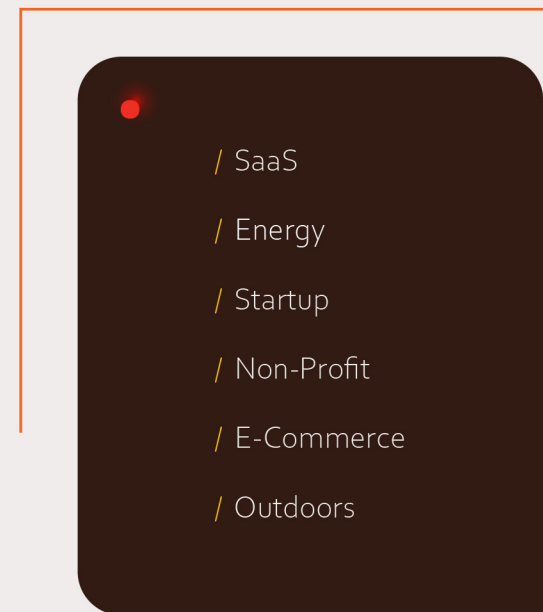 / SaaS
/ Energy
/ Startup
/ Non-Profit
/ E-Commerce
/ Outdoors